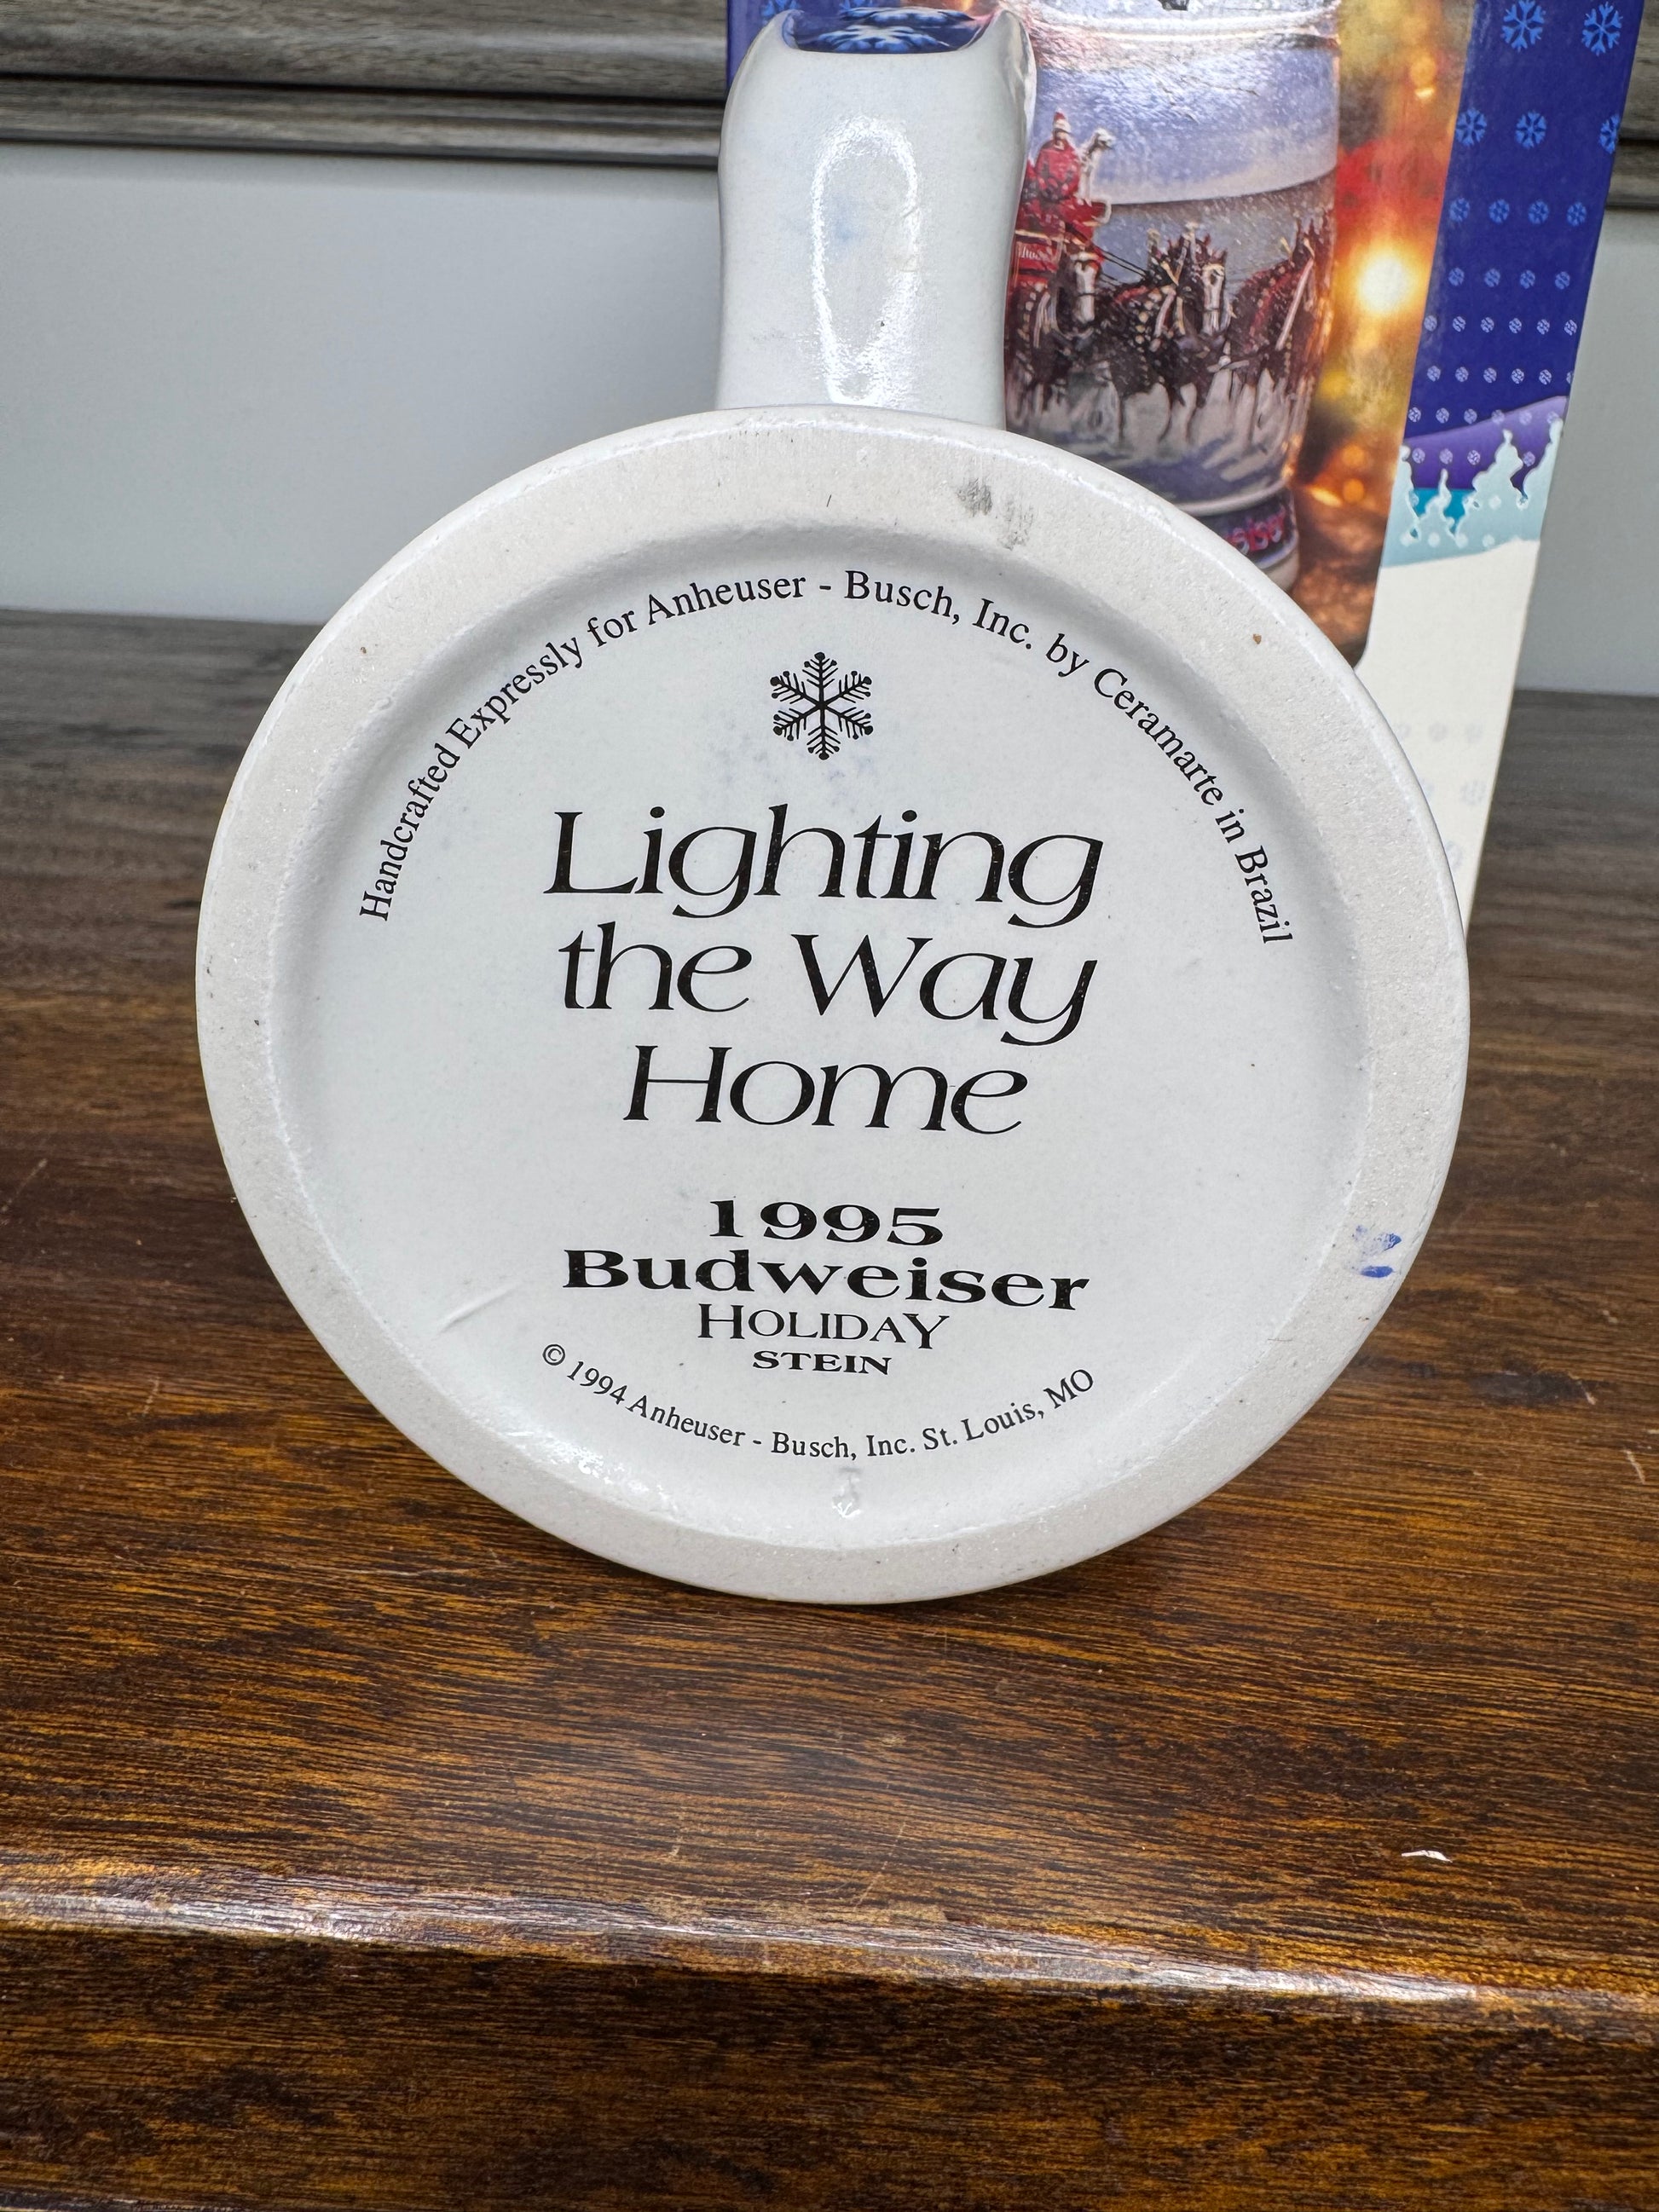 Handcrafted Expressly for Anheuser - Busch, Inc. by Ceramarte in Brazil
Lighting
the Way
Home
1995
Budweiser
HOLIDAY
STEIN
© 1994 Anheuser - Busch, Inc. St. Louis, MO